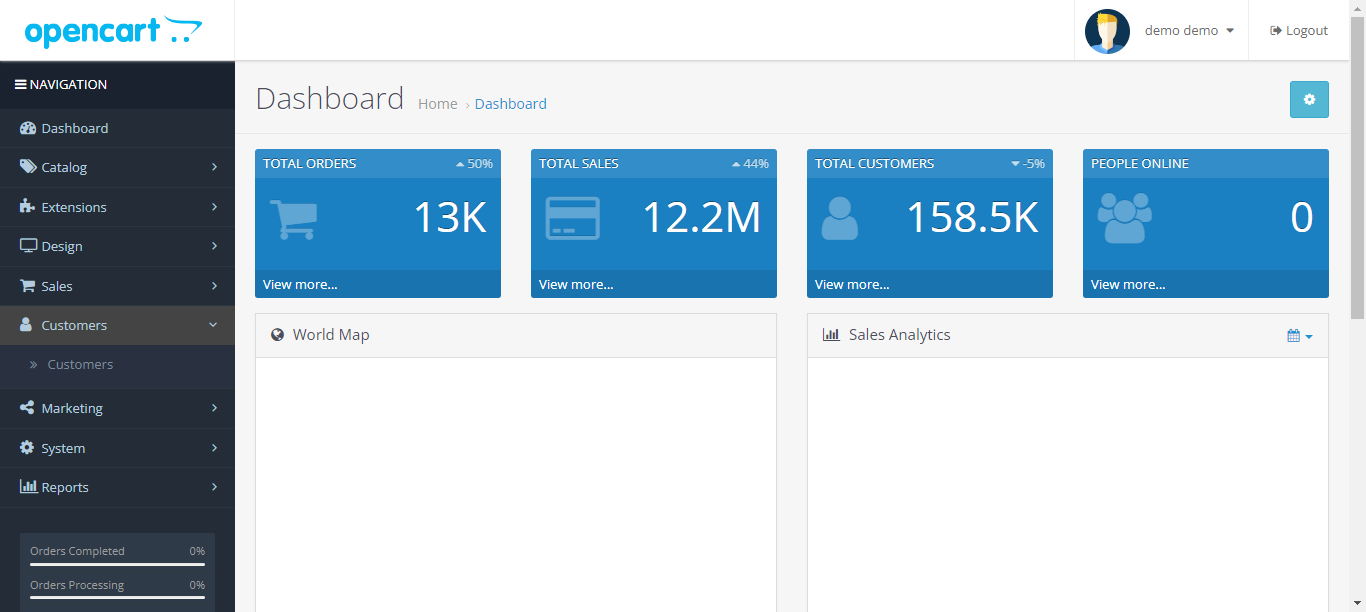 opencart
demo demo
Logout
NAVIGATION
Dashboard
Catalog
Extensions
Design
Sales
Customers
Customers
Marketing
System
Reports
Orders Completed 0%
Orders Processing 0%
Dashboard Home › Dashboard
TOTAL ORDERS 50%
13K
View more...
TOTAL SALES 44%
12.2M
View more...
TOTAL CUSTOMERS -5%
158.5K
View more...
PEOPLE ONLINE
0
View more...
World Map
Sales Analytics